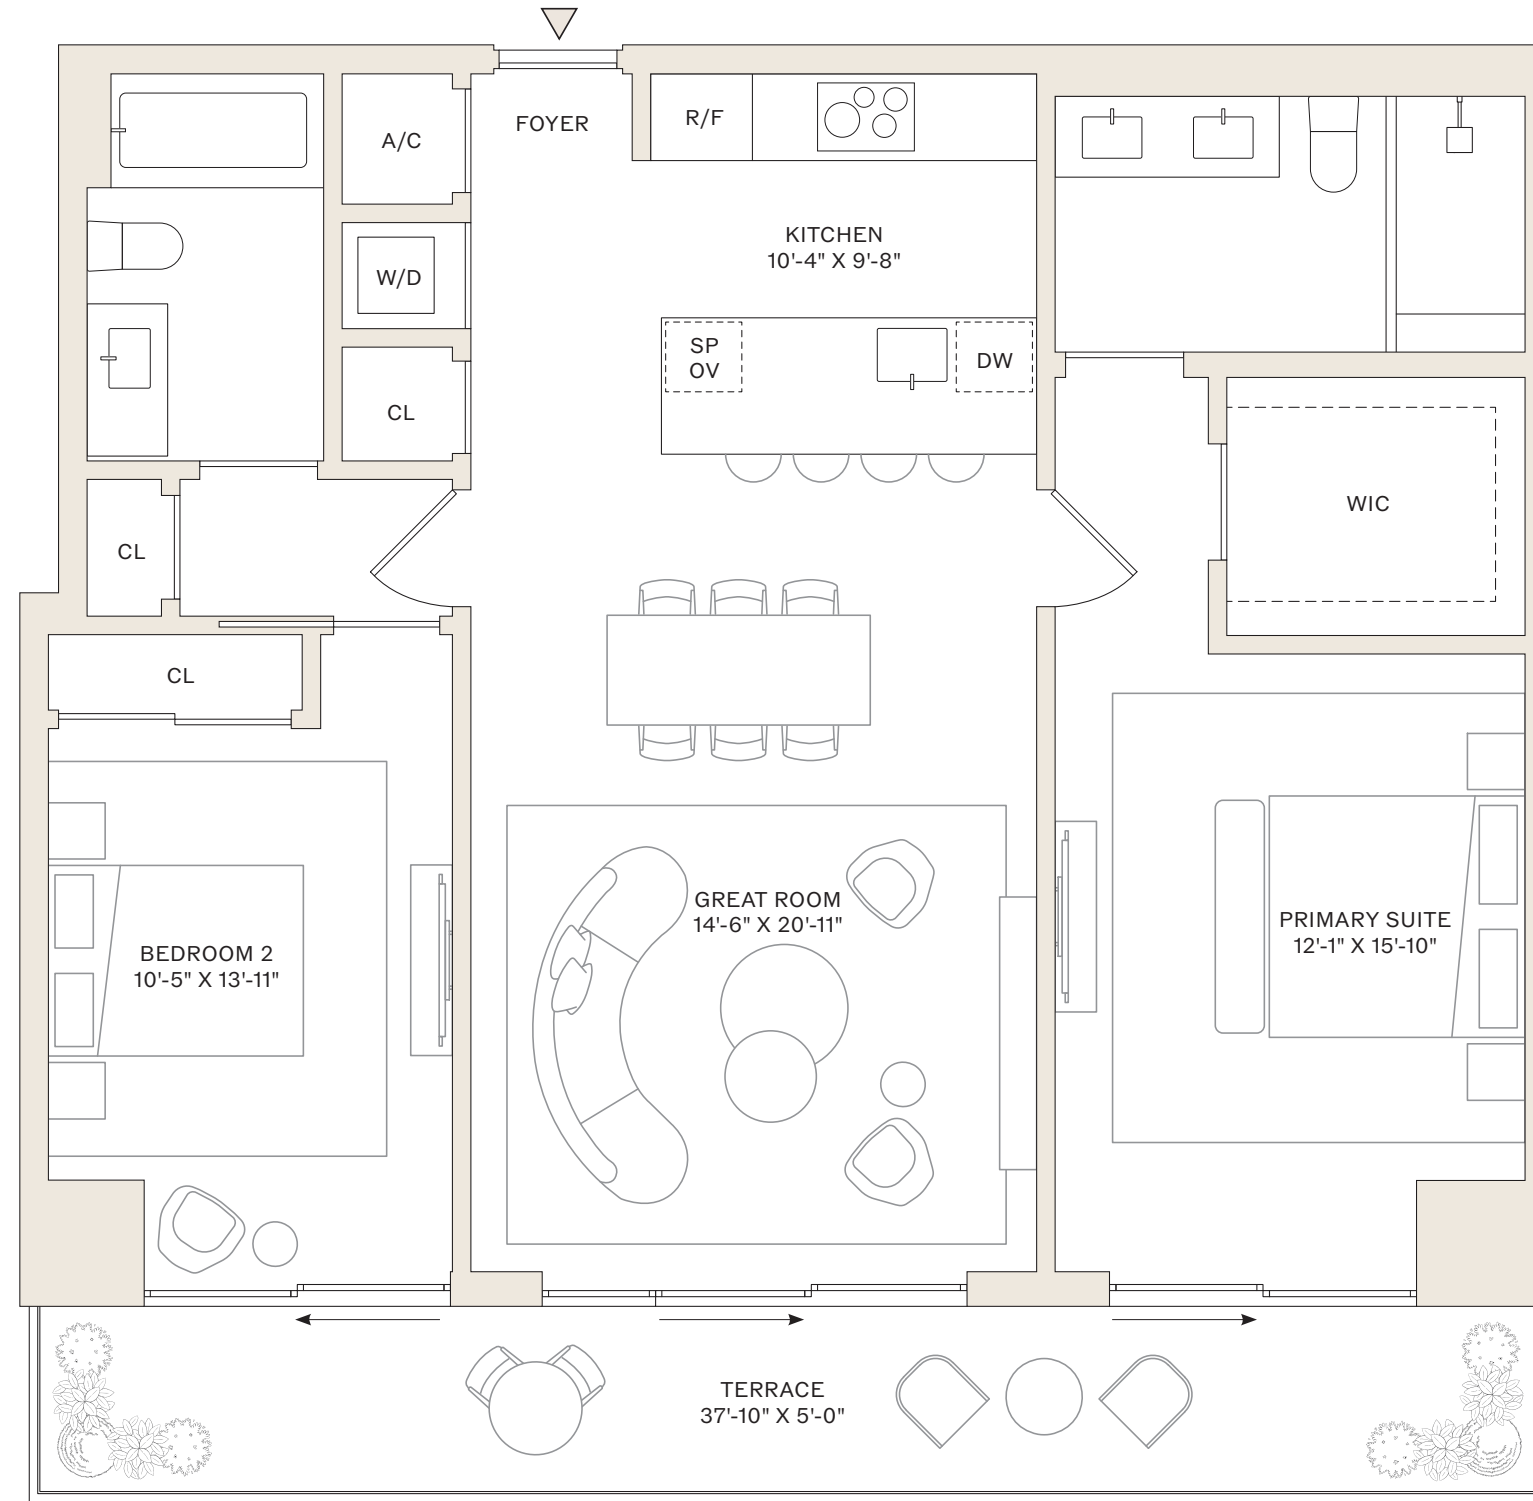 FOYER
R/F
A/C
KITCHEN
10'-4" X 9'-8"
W/D
SP
OV
DW
CL
WIC
CL
CL
GREAT ROOM
14'-6" X 20'-11"
PRIMARY SUITE
12'-1" X 15'-10"
BEDROOM 2
10'-5" X 13'-11"
TERRACE
37'-10" X 5'-0"